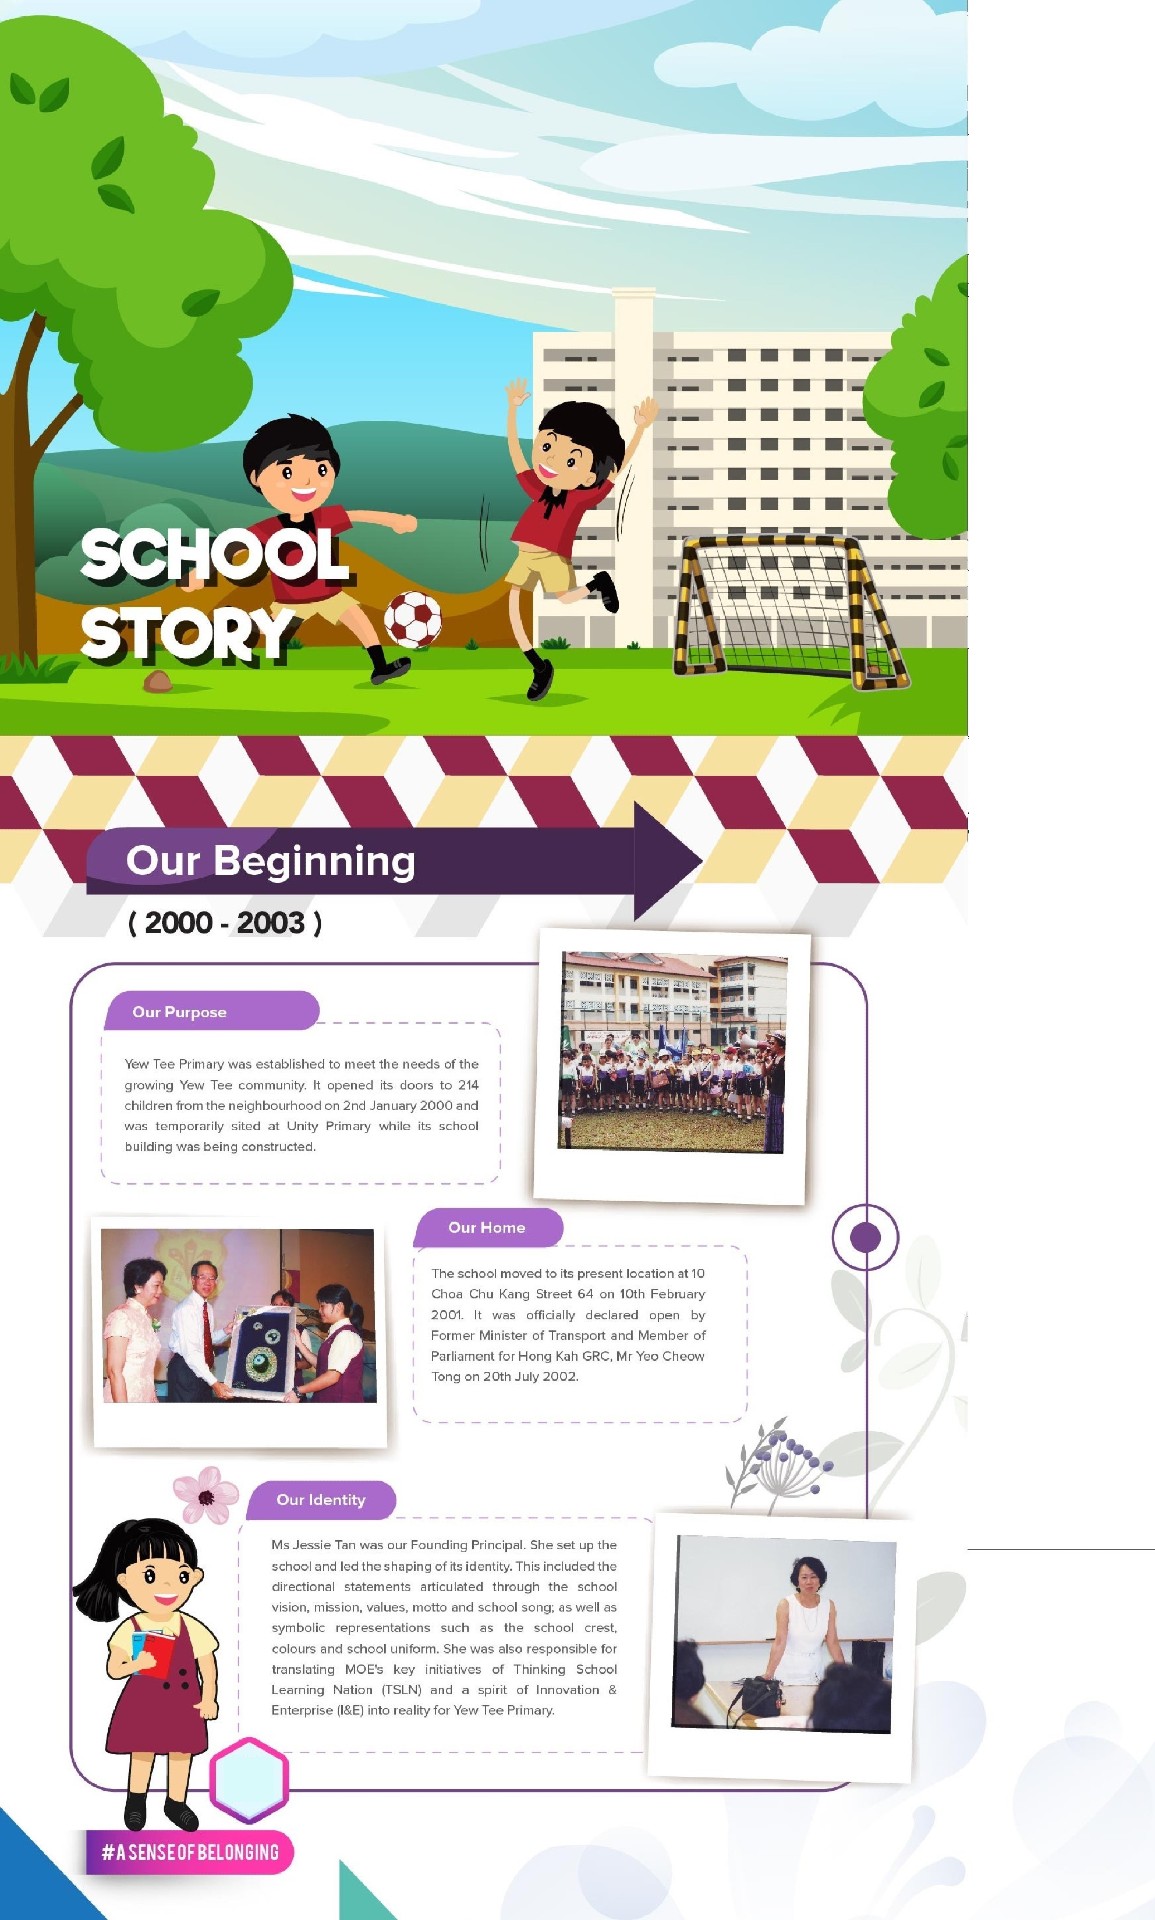 SCHOOL
STORY
Our Beginning
( 2000 - 2003 )
Our Purpose
Yew Tee Primary was established to meet the needs of the
growing Yew Tee community. It opened its doors to 214
children from the neighbourhood on 2nd January 2000 and
was temporarily sited at Unity Primary while its school
building was being constructed.
Our Home
The school moved to its present location at 10
Choa Chu Kang Street 64 on 10th February
2001. It was officially declared open by
Former Minister of Transport and Member of
Parliament for Hong Kah GRC, Mr Yeo Cheow
Tong on 20th July 2002.
Our Identity
Ms Jessie Tan was our Founding Principal. She set up the
school and led the shaping of its identity. This included the
directional statements articulated through the school
vision, mission, values, motto and school song; as well as
symbolic representations such as the school crest,
colours and school uniform. She was also responsible for
translating MOE's key initiatives of Thinking School
Learning Nation (TSLN) and a spirit of Innovation &
Enterprise (I&E) into reality for Yew Tee Primary.
#A SENSE OF BELONGING